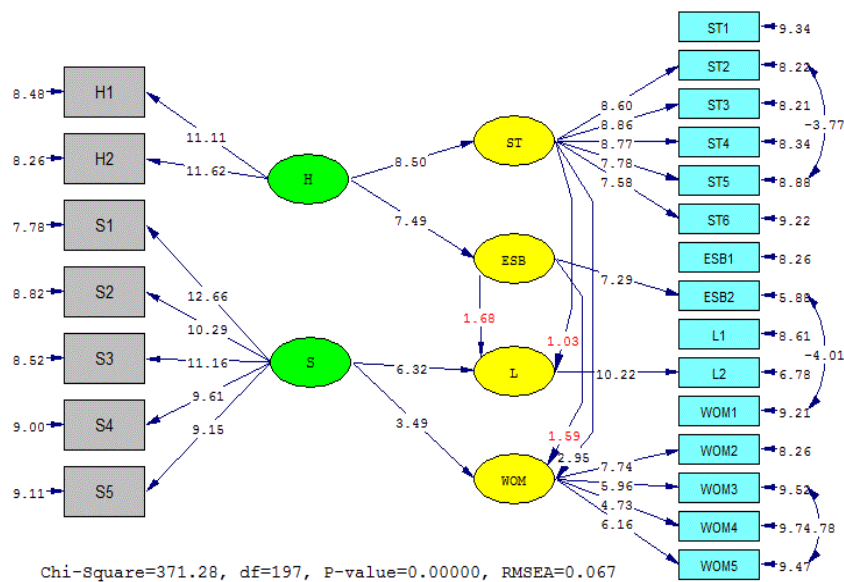 ST1 9.34
ST2 8.22
8.48 H1
8.60 ST3 8.21
8.86
-3.77
11.11
ST 8.77 ST4 8.34
8.26 H2 8.50 7.78
11.62 H ST5 8.88
7.58
ST6 9.22
7.78 S1 7.49
ESB ESB1 8.26
7.29
8.82 S2 12.66 ESB2 5.88
1.68
10.29 L1 8.61
1.03
8.52 S3 11.16 -4.01
S 6.32 L 10.22 L2 6.78
9.61
WOM1 9.21
9.00 S4 9.15 3.49
1.59
WOM2 8.26
2.95
7.74
WOM WOM3 9.52
9.11 S5 5.96
4.73
6.16 WOM4 9.74.78
WOM5 9.47
Chi-Square=371.28, df=197, P-value=0.00000, RMSEA=0.067